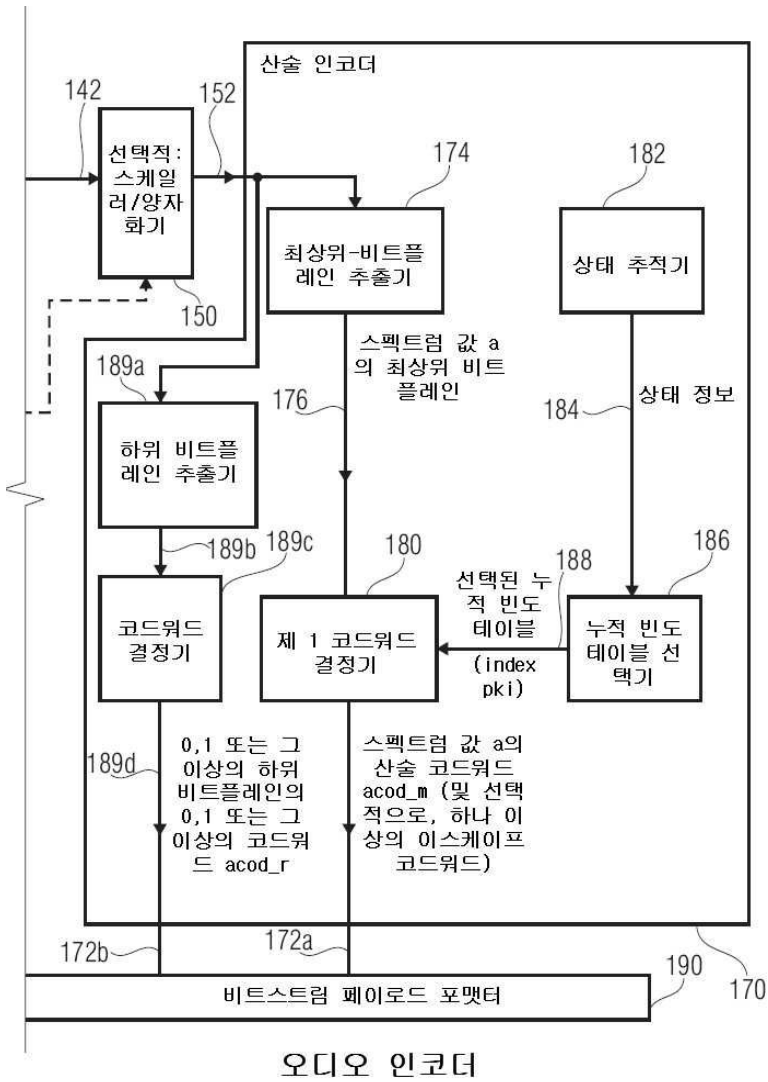 산술 인코더
142
152
선택적:
스케일
러/양자
화기
150
174
최상위-비트플
레인 추출기
182
상태 추적기
스펙트럼 값 a
의 최상위 비트
플레인
176
184
상태 정보
189a
하위 비트플
레인 추출기
189b
189c
코드워드
결정기
180
제 1 코드워드
결정기
선택된 누
적 빈도
테이블
(index
pki)
188
186
누적 빈도
테이블 선
택기
189d
0,1 또는 그
이상의 하위
비트플레인의
0,1 또는 그
이상의 코드워
드 acod_r
스펙트럼 값 a의
산술 코드워드
acod_m (및 선택
적으로, 하나 이
상의 이스케이프
코드워드)
172b
172a
190
170
비트스트림 페이로드 포맷터
오디오 인코더